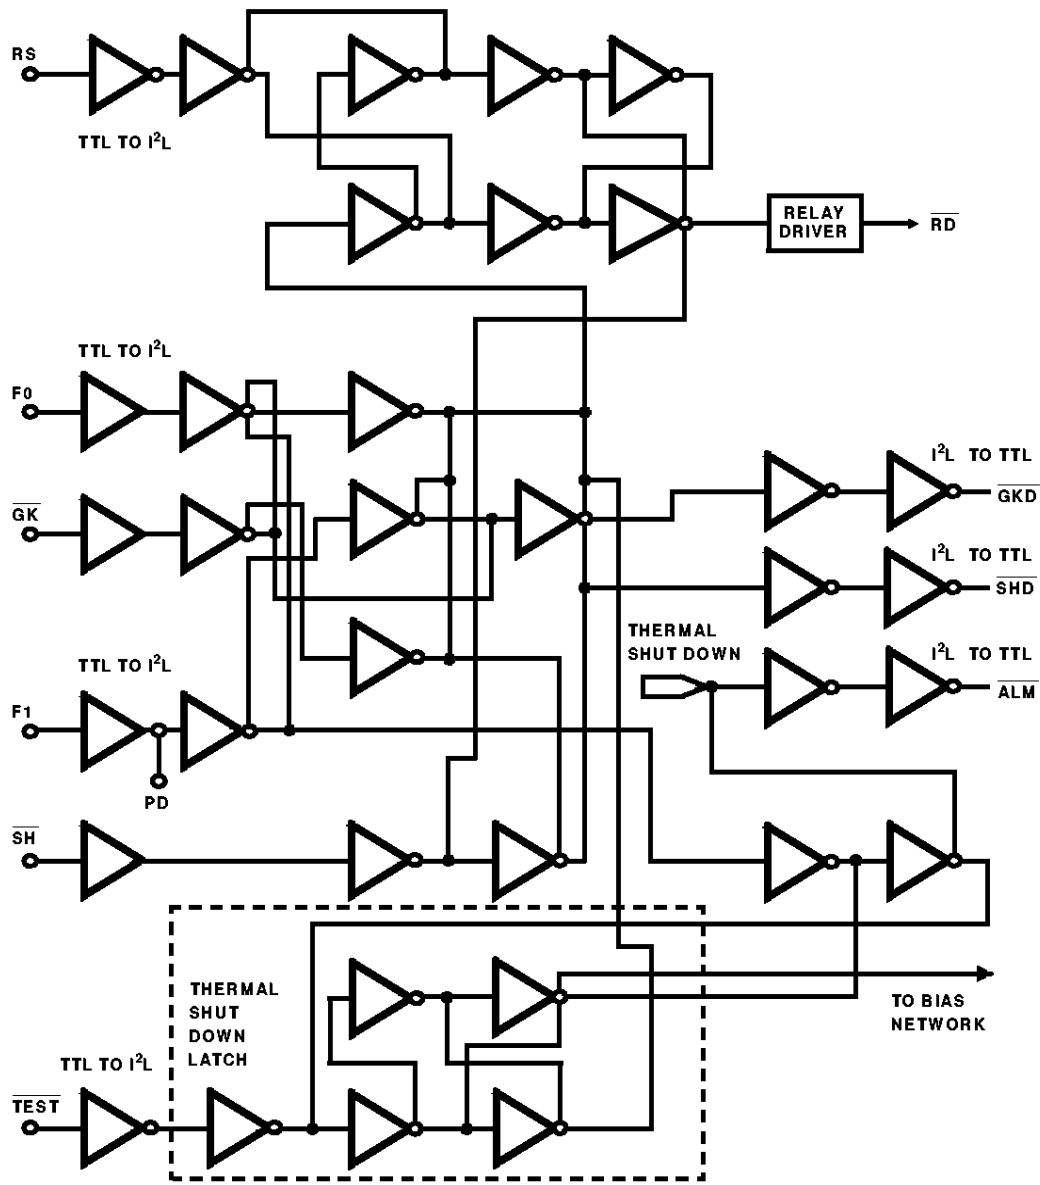 RS
TTL TO I²L
RELAY
DRIVER
RD
TTL TO I²L
F0
GK
I²L TO TTL
GKD
I²L TO TTL
SHD
THERMAL
SHUT DOWN
I²L TO TTL
ALM
TTL TO I²L
F1
PD
SH
THERMAL
SHUT
DOWN
LATCH
TO BIAS
NETWORK
TTL TO I²L
TEST